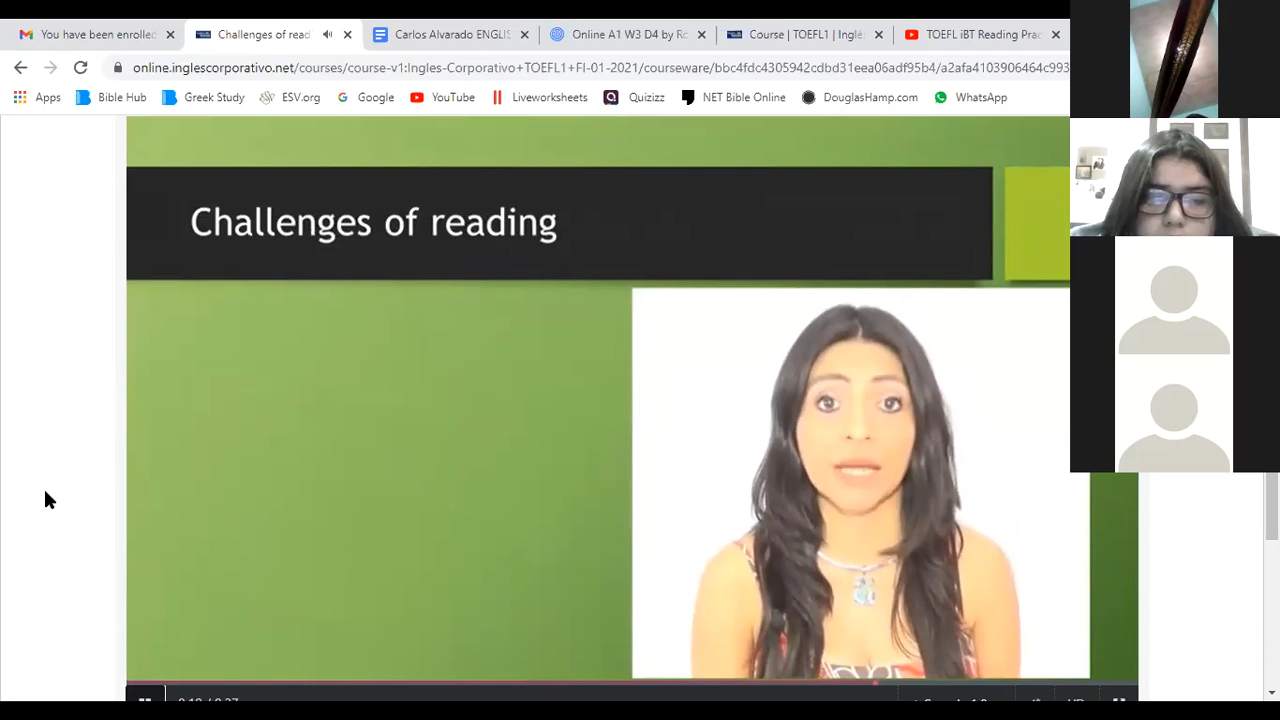 You have been enrolled
Challenges of read
Carlos Alvarado ENGLIS
Online A1 W3 D4 by Ro
Course | TOEFL1 | Inglé
TOEFL iBT Reading Prac
online.inglescorporativo.net/courses/course-v1:Ingles-Corporativo+TOEFL1+FI-01-2021/courseware/bbc4fdc4305942cdbd31eea06adf95b4/a2afa4103906464c993
Apps
Bible Hub
Greek Study
ESV.org
Google
YouTube
Liveworksheets
Quizizz
NET Bible Online
DouglasHamp.com
WhatsApp
Challenges of reading